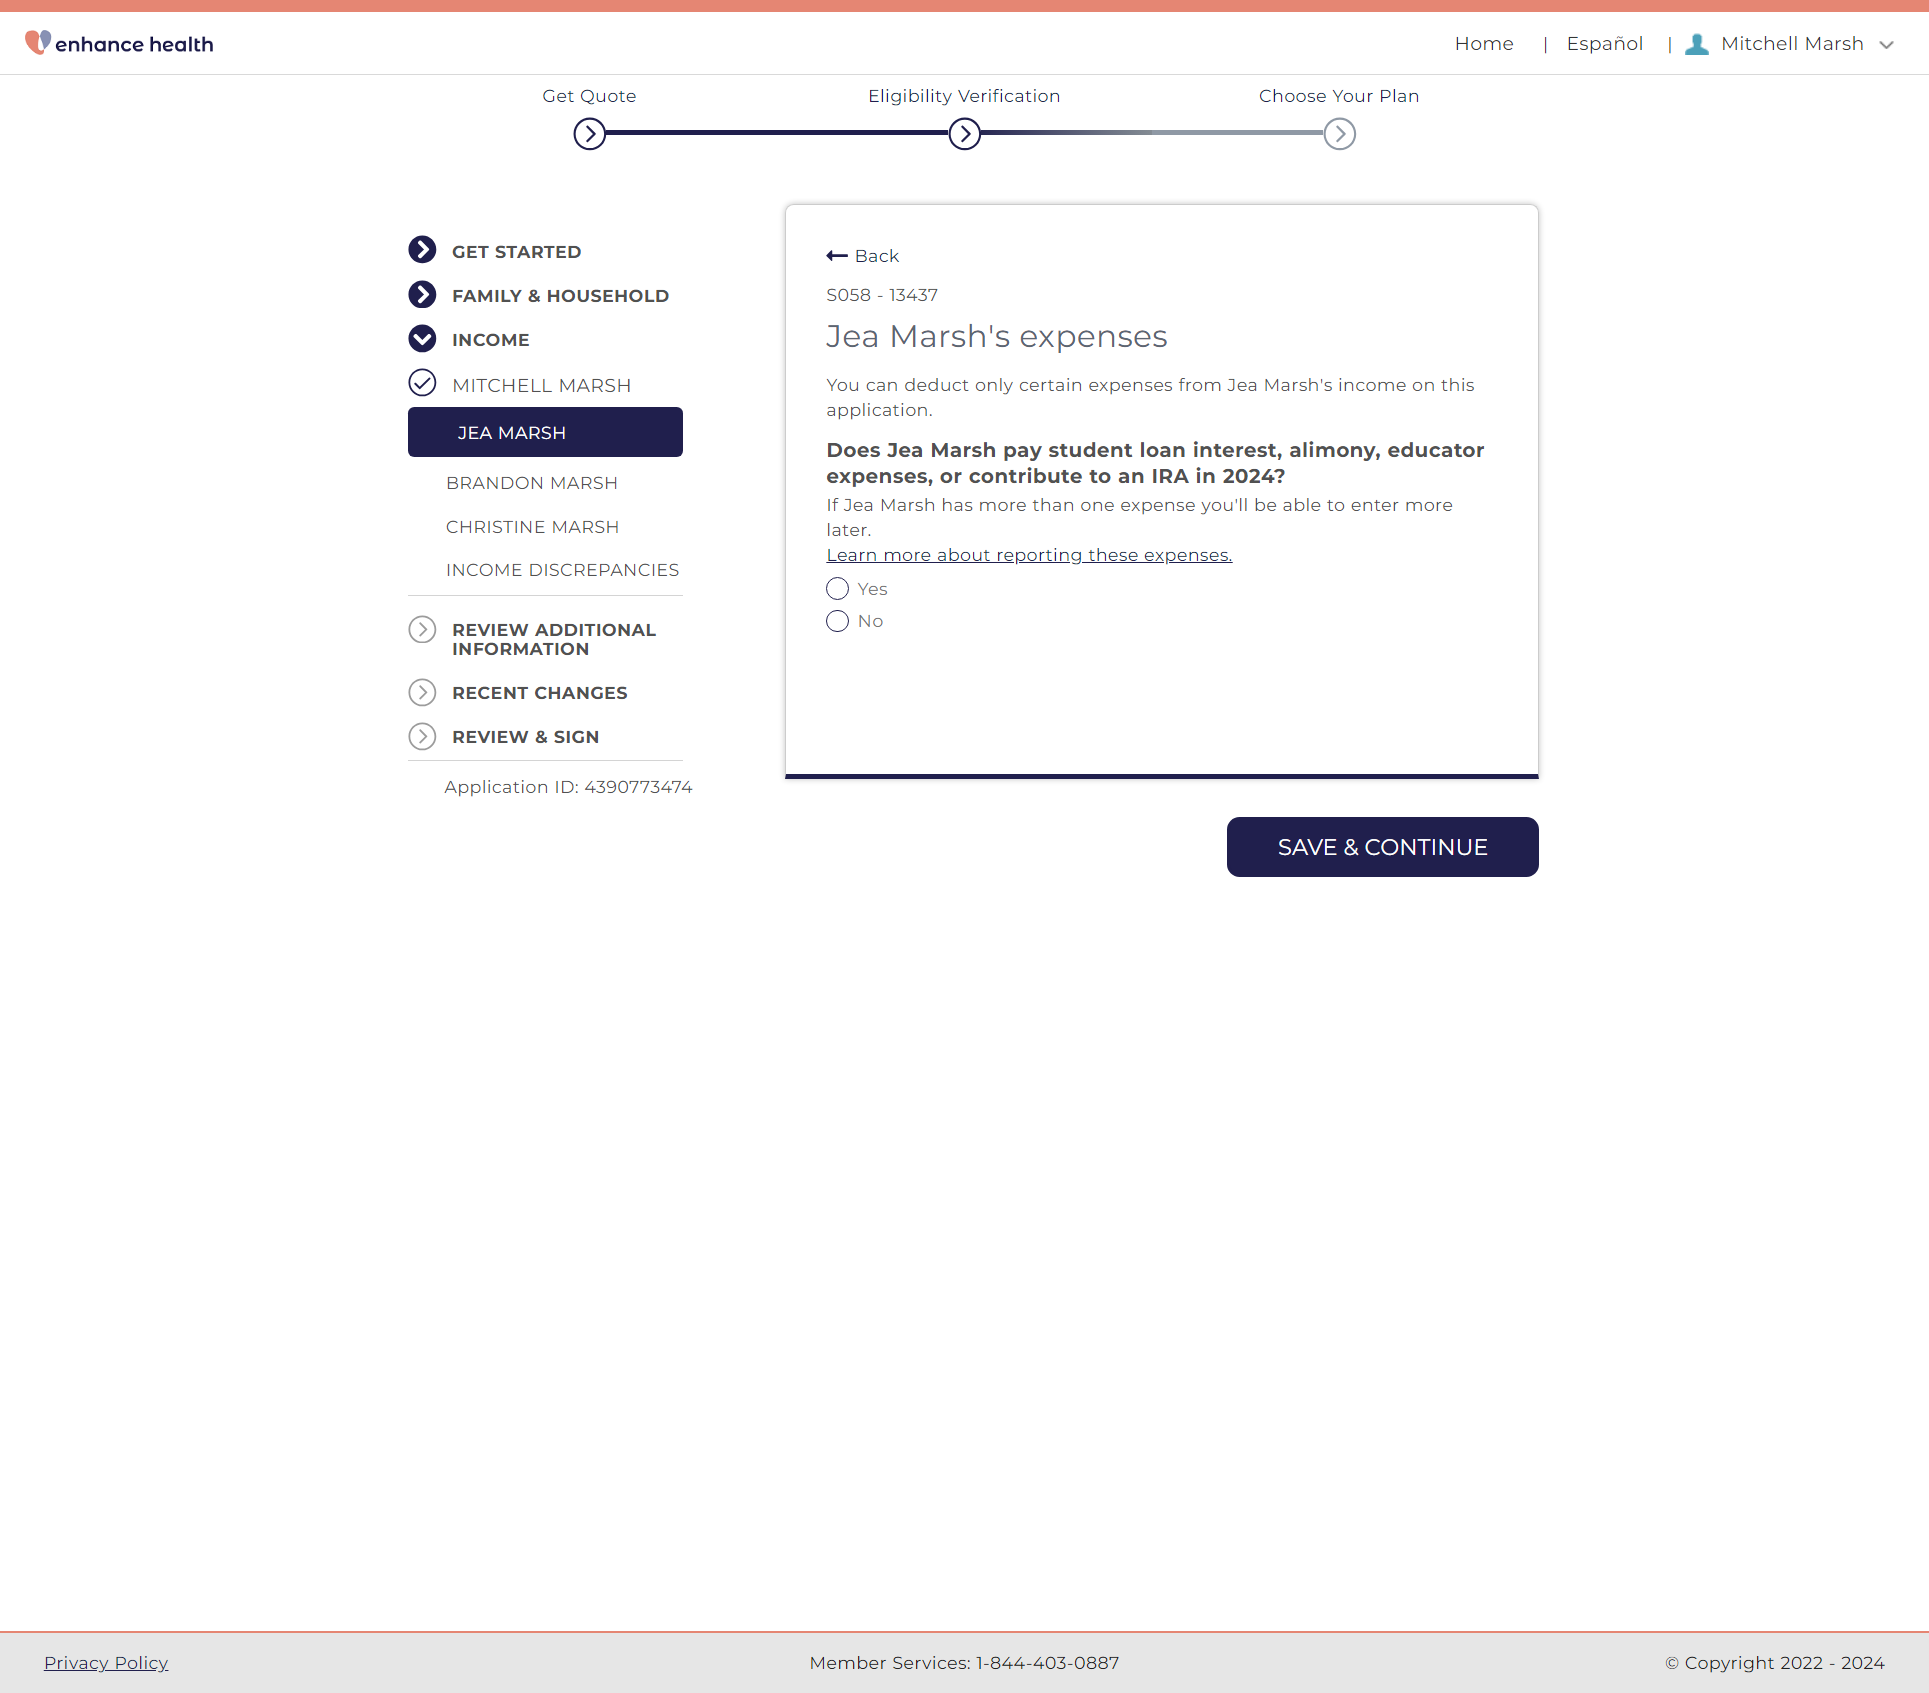 enhance health
Home | Español | Mitchell Marsh
Get Quote
Eligibility Verification
Choose Your Plan
GET STARTED
FAMILY & HOUSEHOLD
INCOME
MITCHELL MARSH
JEA MARSH
BRANDON MARSH
CHRISTINE MARSH
INCOME DISCREPANCIES
REVIEW ADDITIONAL
INFORMATION
RECENT CHANGES
REVIEW & SIGN
Application ID: 4390773474
Back
S058 - 13437
Jea Marsh's expenses
You can deduct only certain expenses from Jea Marsh's income on this
application.
Does Jea Marsh pay student loan interest, alimony, educator
expenses, or contribute to an IRA in 2024?
If Jea Marsh has more than one expense you'll be able to enter more
later.
Learn more about reporting these expenses.
Yes
No
SAVE & CONTINUE
Privacy Policy
Member Services: 1-844-403-0887
© Copyright 2022 - 2024